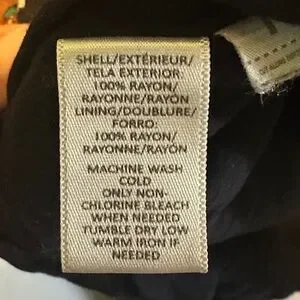 SHELL/EXTÉRIEUR/
TELA EXTERIOR:
100% RAYON/
RAYONNE/RAYON
LINING/DOUBLURE/
FORRO:
100% RAYON/
RAYONNE/RAYON
MACHINE WASH
COLD
ONLY NON-
CHLORINE BLEACH
WHEN NEEDED
TUMBLE DRY LOW
WARM IRON IF
NEEDED